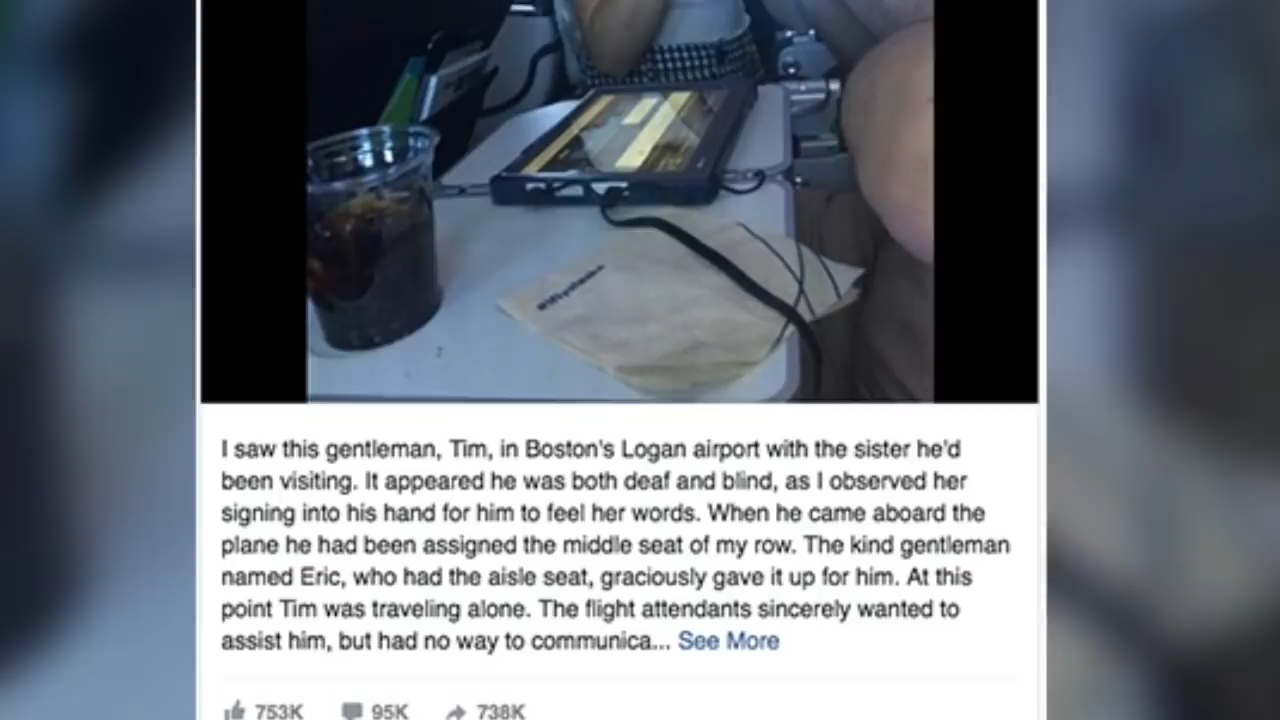 I saw this gentleman, Tim, in Boston's Logan airport with the sister he'd
been visiting. It appeared he was both deaf and blind, as I observed her
signing into his hand for him to feel her words. When he came aboard the
plane he had been assigned the middle seat of my row. The kind gentleman
named Eric, who had the aisle seat, graciously gave it up for him. At this
point Tim was traveling alone. The flight attendants sincerely wanted to
assist him, but had no way to communica... See More
753K 95K 738K